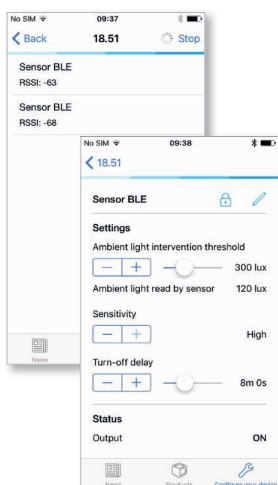 No SIM 09:37
Back 18.51 Stop
Sensor BLE
RSSI: -63
Sensor BLE
RSSI: -68
News
No SIM 09:38
18.51
Sensor BLE
Settings
Ambient light intervention threshold
− + 300 lux
Ambient light read by sensor 120 lux
Sensitivity
− + High
Turn-off delay
− + 8m 0s
Status
Output ON
News Products Configure your device